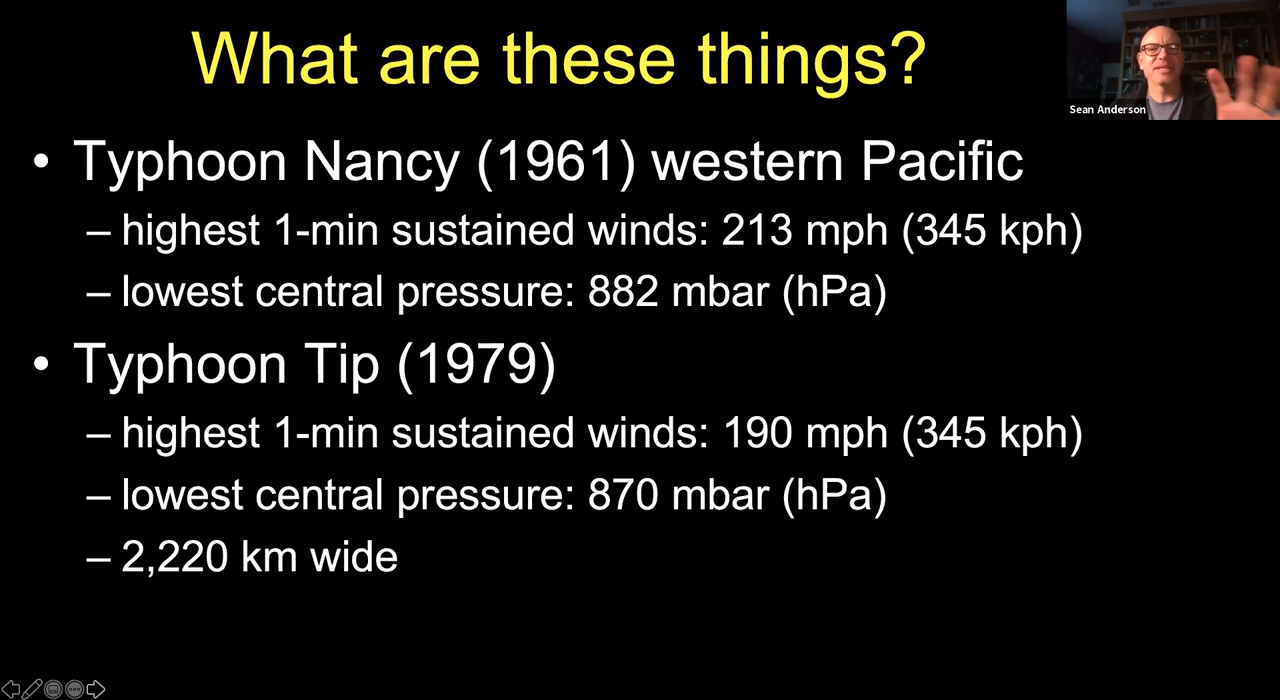 What are these things?
Sean Anderson
• Typhoon Nancy (1961) western Pacific
– highest 1-min sustained winds: 213 mph (345 kph)
– lowest central pressure: 882 mbar (hPa)
• Typhoon Tip (1979)
– highest 1-min sustained winds: 190 mph (345 kph)
– lowest central pressure: 870 mbar (hPa)
– 2,220 km wide